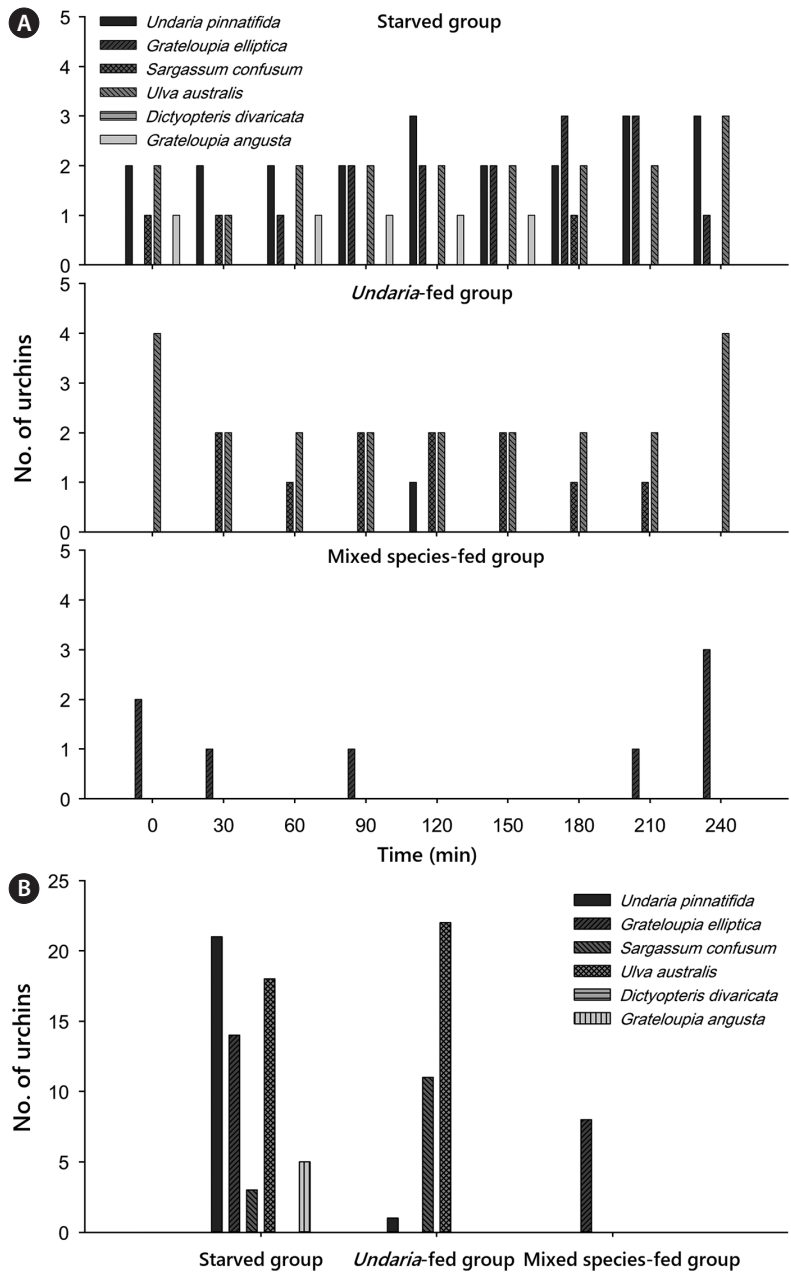 A
Starved group
Undaria pinnatifida
Grateloupia elliptica
Sargassum confusum
Ulva australis
Dictyopteris divaricata
Grateloupia angusta
5
4
3
2
1
0
Undaria-fed group
5
4
3
2
1
0
No. of urchins
Mixed species-fed group
5
4
3
2
1
0
0 30 60 90 120 150 180 210 240
Time (min)
B
25
20
15
10
5
0
No. of urchins
Undaria pinnatifida
Grateloupia elliptica
Sargassum confusum
Ulva australis
Dictyopteris divaricata
Grateloupia angusta
Starved group Undaria-fed group Mixed species-fed group